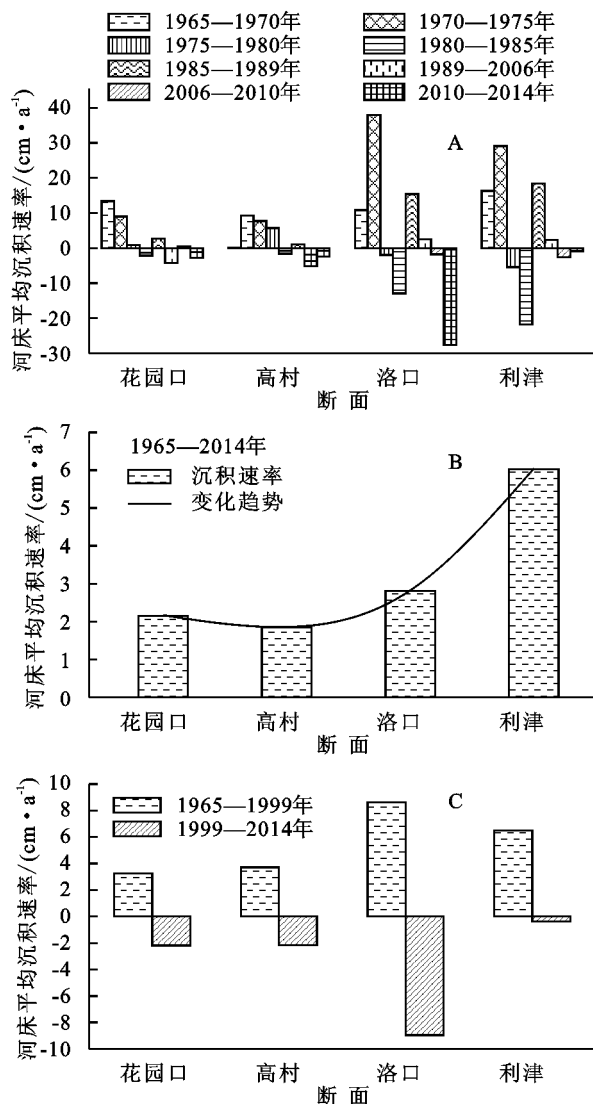 1965—1970年 1970—1975年
1975—1980年 1980—1985年
1985—1989年 1989—2006年
2006—2010年 2010—2014年
A
河床平均沉积速率/(cm·a⁻¹)
40
30
20
10
0
-10
-20
-30
花园口 高村 洛口 利津
断 面
1965—2014年
沉积速率
变化趋势
B
河床平均沉积速率/(cm·a⁻¹)
7
6
5
4
3
2
1
0
花园口 高村 洛口 利津
断 面
1965—1999年
1999—2014年
C
河床平均沉积速率/(cm·a⁻¹)
10
8
6
4
2
0
-2
-4
-6
-8
-10
花园口 高村 洛口 利津
断 面